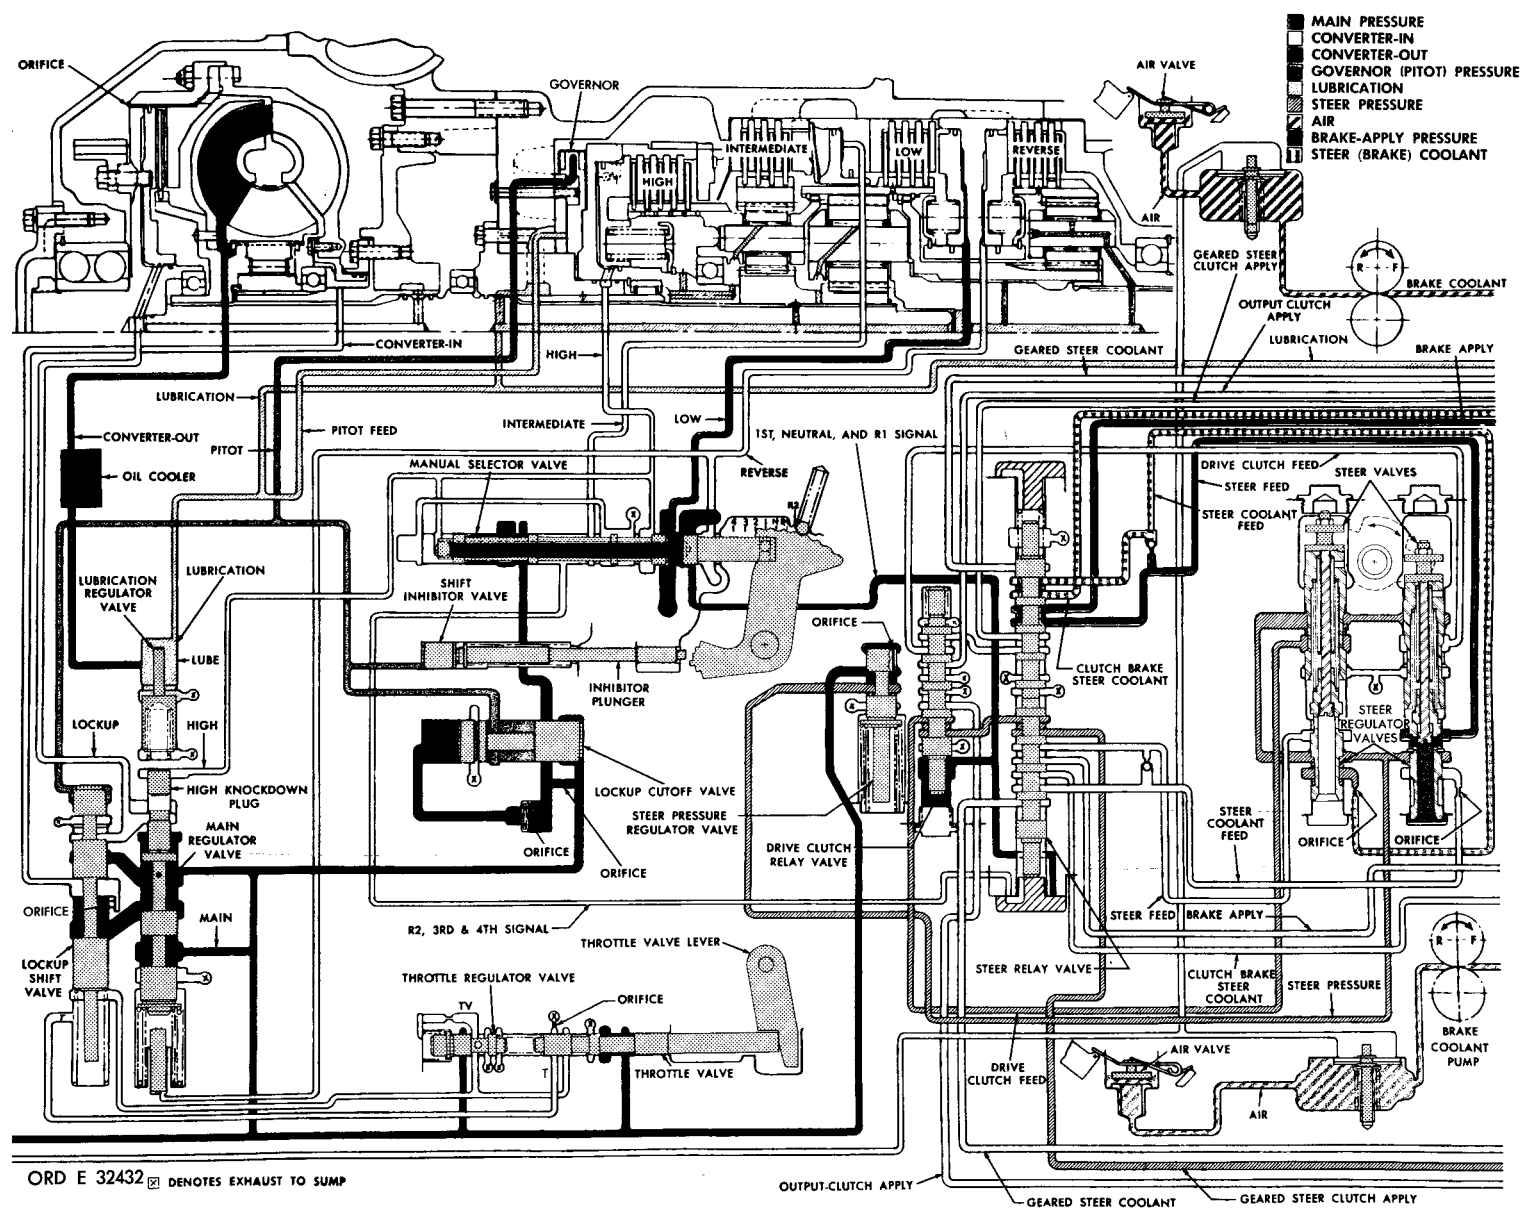 MAIN PRESSURE
CONVERTER-IN
CONVERTER-OUT
GOVERNOR (PITOT) PRESSURE
LUBRICATION
STEER PRESSURE
AIR
BRAKE-APPLY PRESSURE
STEER (BRAKE) COOLANT
ORIFICE
GOVERNOR
AIR VALVE
INTERMEDIATE
LOW
REVERSE
HIGH
AIR
GEARED STEER
CLUTCH APPLY
R F
BRAKE COOLANT
OUTPUT CLUTCH
APPLY
LUBRICATION
CONVERTER-IN
HIGH
GEARED STEER COOLANT
BRAKE APPLY
LUBRICATION
INTERMEDIATE
LOW
CONVERTER-OUT
PITOT FEED
PITOT
1ST, NEUTRAL, AND R1 SIGNAL
OIL COOLER
MANUAL SELECTOR VALVE
REVERSE
DRIVE CLUTCH FEED
STEER VALVES
STEER FEED
STEER COOLANT
FEED
R2
LUBRICATION
REGULATOR
VALVE
LUBRICATION
SHIFT
INHIBITOR VALVE
ORIFICE
LUBE
CLUTCH BRAKE
STEER COOLANT
INHIBITOR
PLUNGER
LOCKUP
HIGH
STEER
REGULATOR
VALVES
HIGH KNOCKDOWN
PLUG
LOCKUP CUTOFF VALVE
STEER PRESSURE
REGULATOR VALVE
MAIN
REGULATOR
VALVE
ORIFICE
DRIVE CLUTCH
RELAY VALVE
STEER
COOLANT
FEED
ORIFICE
ORIFICE
ORIFICE
ORIFICE
MAIN
STEER FEED
BRAKE APPLY
R2, 3RD & 4TH SIGNAL
THROTTLE VALVE LEVER
R F
LOCKUP
SHIFT
VALVE
THROTTLE REGULATOR VALVE
STEER RELAY VALVE
CLUTCH BRAKE
STEER
COOLANT
STEER PRESSURE
TV
ORIFICE
BRAKE
COOLANT
PUMP
AIR VALVE
T
THROTTLE VALVE
DRIVE
CLUTCH FEED
AIR
ORD E 32432
X DENOTES EXHAUST TO SUMP
OUTPUT-CLUTCH APPLY
GEARED STEER COOLANT
GEARED STEER CLUTCH APPLY